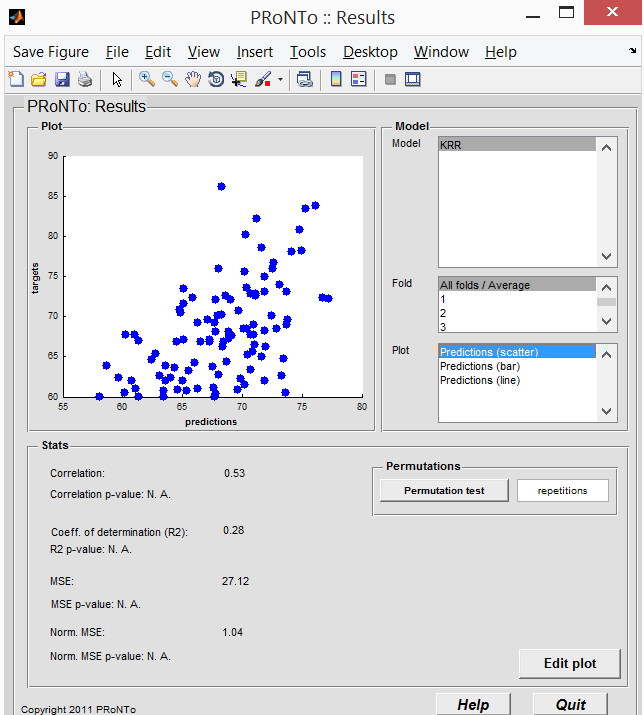 PRoNTo :: Results
Save Figure File Edit View Insert Tools Desktop Window Help
PRoNTo: Results
Plot
90
85
80
75
70
65
60
targets
55 60 65 70 75 80
predictions
Model
Model
KRR
Fold
All folds / Average
1
2
3
Plot
Predictions (scatter)
Predictions (bar)
Predictions (line)
Stats
Correlation: 0.53
Correlation p-value: N. A.
Coeff. of determination (R2): 0.28
R2 p-value: N. A.
MSE: 27.12
MSE p-value: N. A.
Norm. MSE: 1.04
Norm. MSE p-value: N. A.
Permutations
Permutation test repetitions
Edit plot
Copyright 2011 PRoNTo
Help Quit